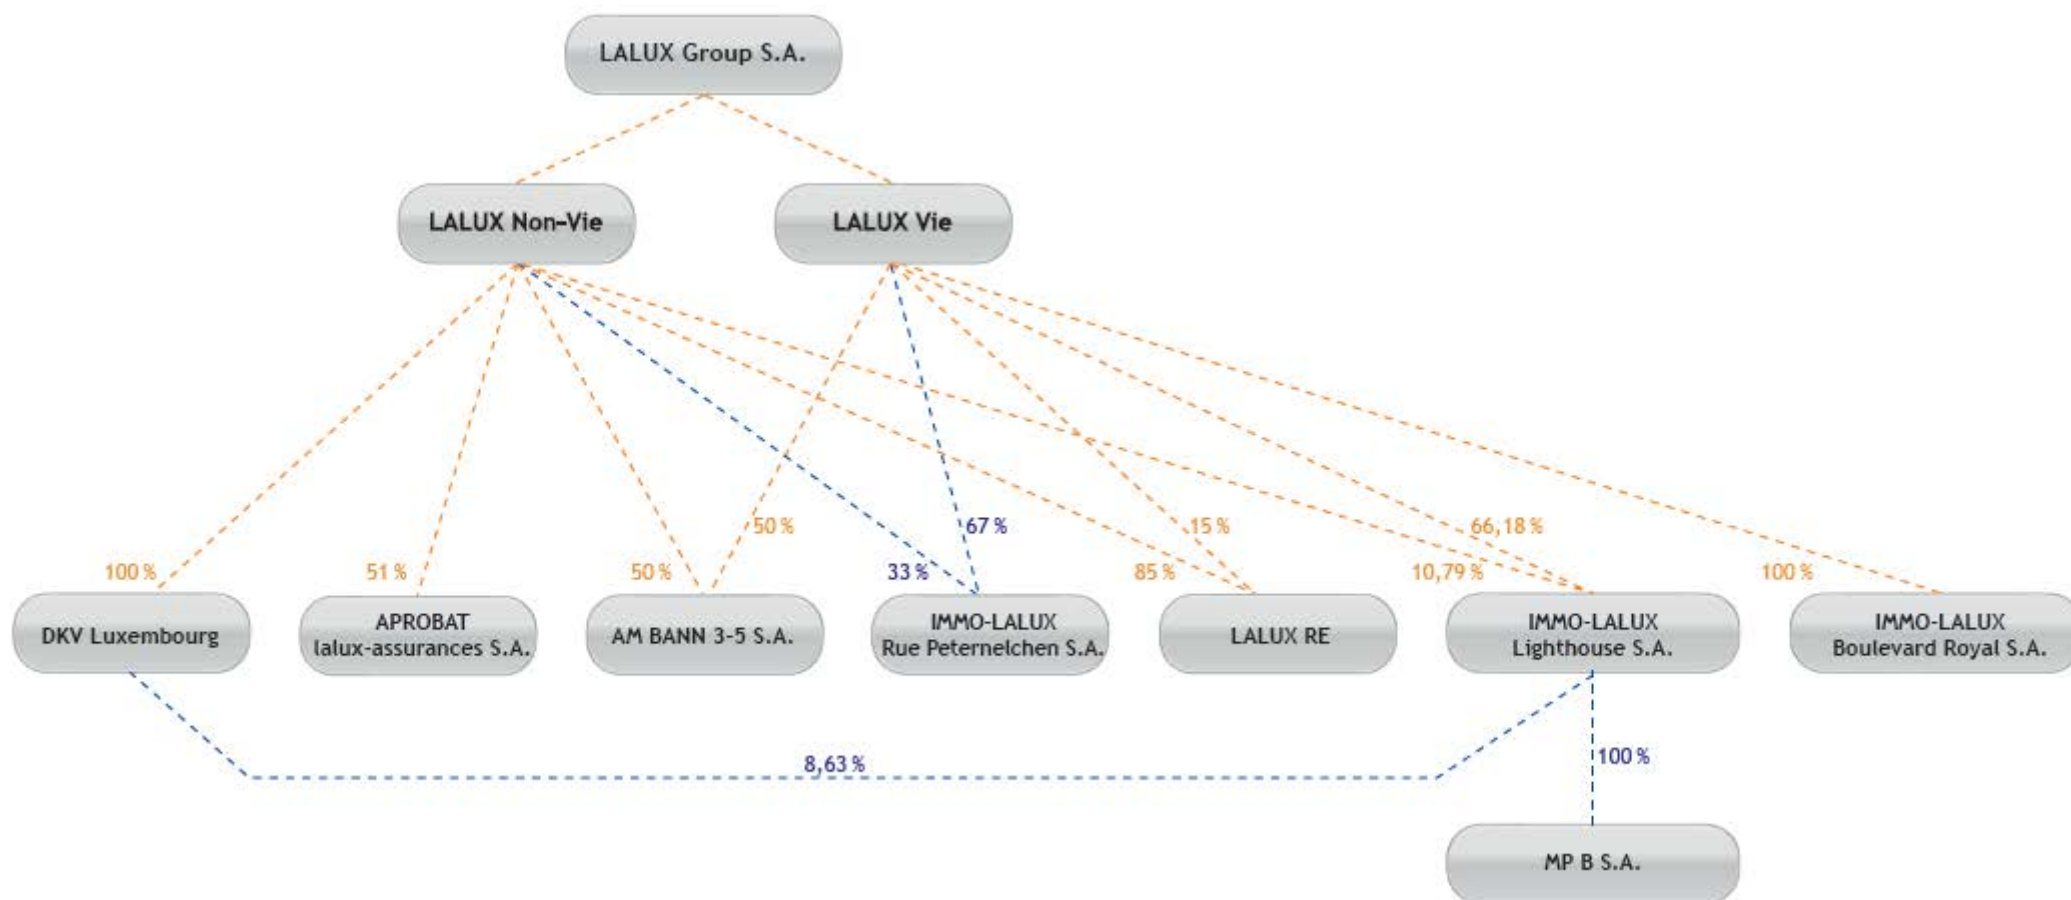 LALUX Group S.A.
LALUX Non-Vie
LALUX Vie
50 %
67 %
15 %
66,18 %
100 %
51 %
50 %
33 %
85 %
10,79 %
100 %
DKV Luxembourg
APROBAT
lalux-assurances S.A.
AM BANN 3-5 S.A.
IMMO-LALUX
Rue Peternelchen S.A.
LALUX RE
IMMO-LALUX
Lighthouse S.A.
IMMO-LALUX
Boulevard Royal S.A.
8,63 %
100 %
MP B S.A.